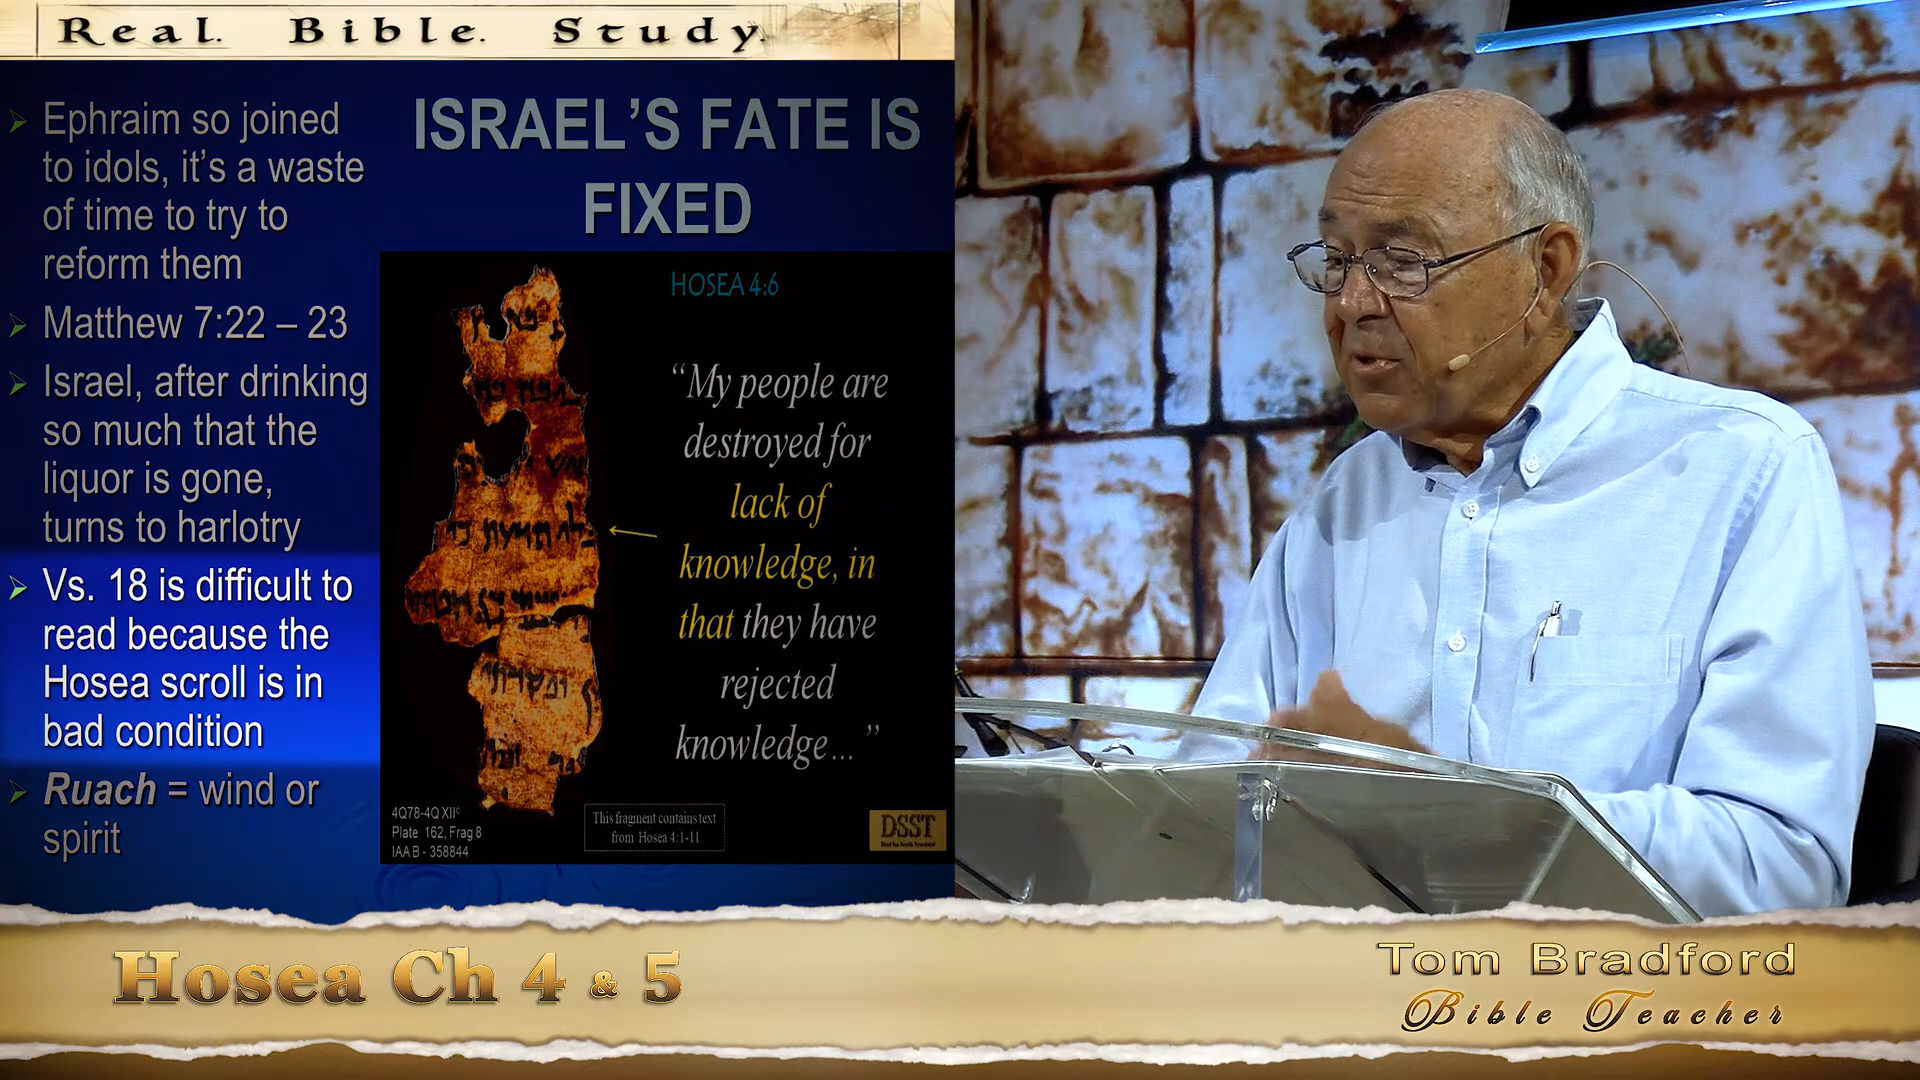 Real. Bible. Study.
ISRAEL'S FATE IS
FIXED
➢ Ephraim so joined
to idols, it's a waste
of time to try to
reform them
➢ Matthew 7:22 – 23
➢ Israel, after drinking
so much that the
liquor is gone,
turns to harlotry
➢ Vs. 18 is difficult to
read because the
Hosea scroll is in
bad condition
➢ Ruach = wind or
spirit
HOSEA 4:6
“My people are
destroyed for
lack of
knowledge, in
that they have
rejected
knowledge...”
4Q78-4Q XIIᶜ
Plate 162, Frag 8
IAA B - 358844
This fragment contains text
from Hosea 4:1-11
DSST
Dead Sea Scrolls Translated
Hosea Ch 4 & 5
Tom Bradford
Bible Teacher